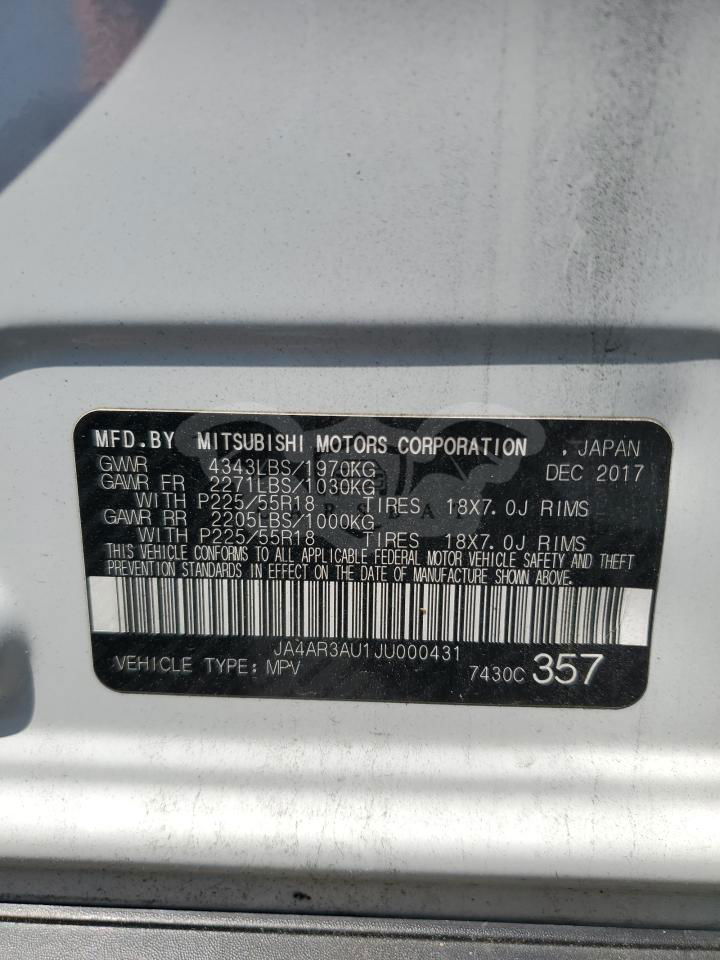 MFD.BY MITSUBISHI MOTORS CORPORATION , JAPAN
GVWR 4343LBS/1970KG DEC 2017
GAWR FR 2271LBS/1030KG
WITH P225/55R18 TIRES 18X7.0J RIMS
GAWR RR 2205LBS/1000KG
WITH P225/55R18 TIRES 18X7.0J RIMS
THIS VEHICLE CONFORMS TO ALL APPLICABLE FEDERAL MOTOR VEHICLE SAFETY AND THEFT
PREVENTION STANDARDS IN EFFECT ON THE DATE OF MANUFACTURE SHOWN ABOVE.
JA4AR3AU1JU000431
VEHICLE TYPE: MPV 7430C 357